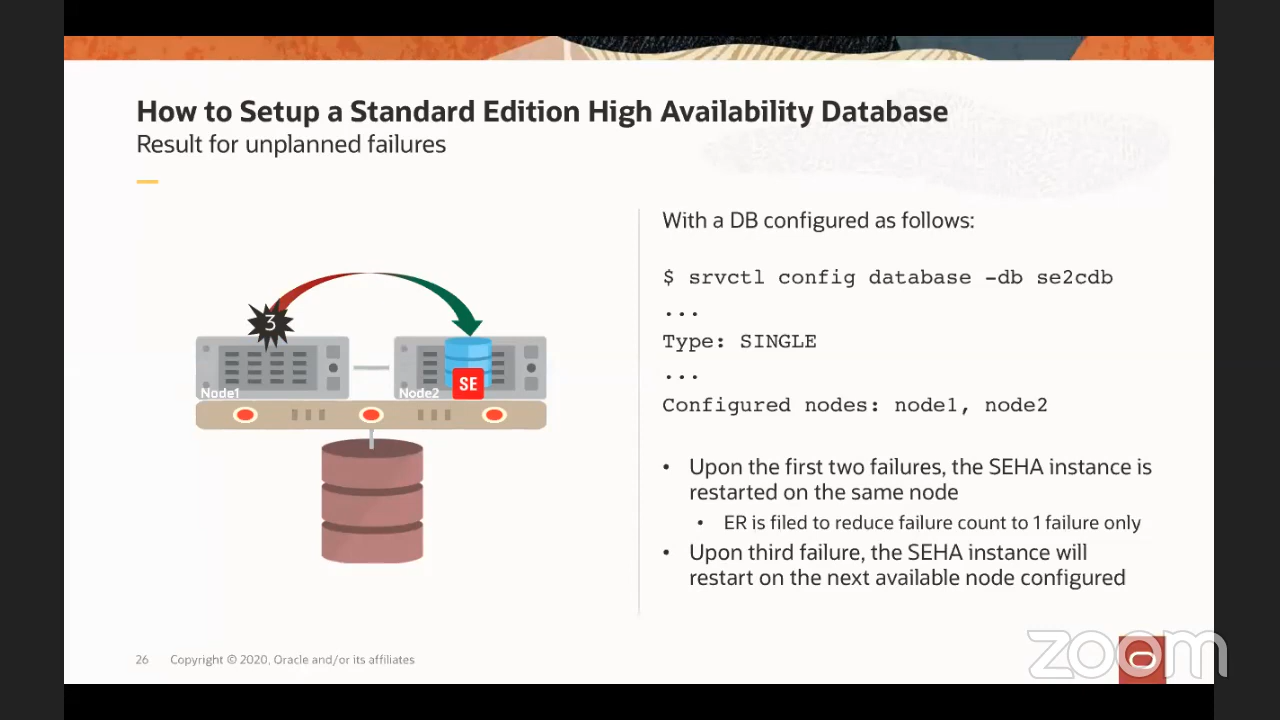 How to Setup a Standard Edition High Availability Database
Result for unplanned failures
3
Node1
Node2
SE
With a DB configured as follows:
$ srvctl config database -db se2cdb
...
Type: SINGLE
...
Configured nodes: node1, node2
• Upon the first two failures, the SEHA instance is
restarted on the same node
• ER is filed to reduce failure count to 1 failure only
• Upon third failure, the SEHA instance will
restart on the next available node configured
26
Copyright © 2020, Oracle and/or its affiliates
zoom